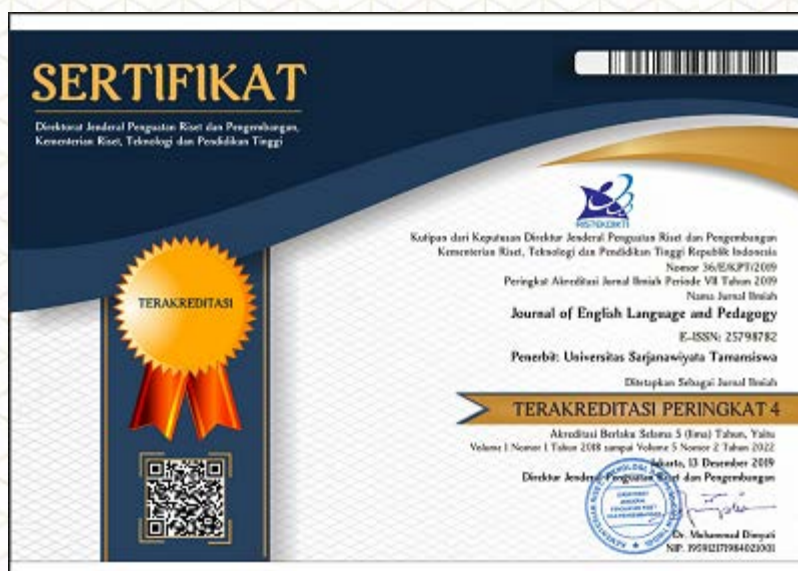 SERTIFIKAT
Direktorat Jenderal Penguatan Riset dan Pengembangan,
Kementerian Riset, Teknologi dan Pendidikan Tinggi
RISTEKDIKTI
Kutipan dari Keputusan Direktur Jenderal Penguatan Riset dan Pengembangan
Kementerian Riset, Teknologi dan Pendidikan Tinggi Republik Indonesia
Nomor 36/E/KPT/2019
Peringkat Akreditasi Jurnal Ilmiah Periode VII Tahun 2019
Nama Jurnal Ilmiah
Journal of English Language and Pedagogy
E-ISSN: 25798782
Penerbit: Universitas Sarjanawiyata Tamansiswa
Ditetapkan Sebagai Jurnal Ilmiah
TERAKREDITASI
TERAKREDITASI PERINGKAT 4
Akreditasi Berlaku Selama 5 (lima) Tahun, Yaitu
Volume 1 Nomor 1 Tahun 2018 sampai Volume 5 Nomor 2 Tahun 2022
Jakarta, 13 Desember 2019
Direktur Jenderal Penguatan Riset dan Pengembangan
Dr. Muhammad Dimyati
NIP. 195912171984021001